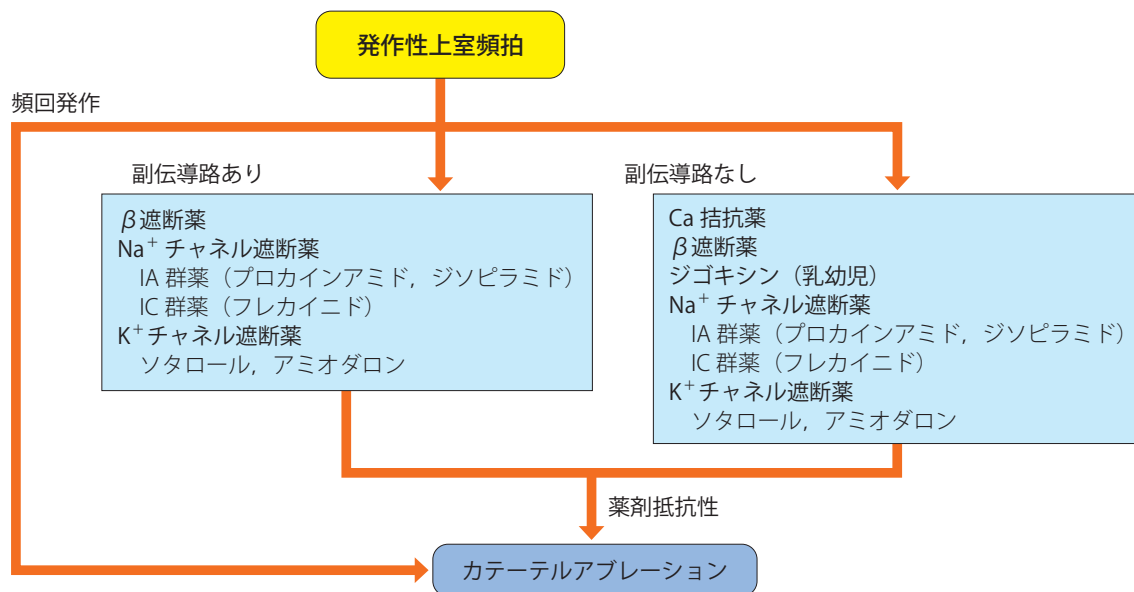 発作性上室頻拍
頻回発作
副伝導路あり
β遮断薬
Na⁺ チャネル遮断薬
IA 群薬（プロカインアミド，ジソピラミド）
IC 群薬（フレカイニド）
K⁺チャネル遮断薬
ソタロール，アミオダロン
副伝導路なし
Ca 拮抗薬
β遮断薬
ジゴキシン（乳幼児）
Na⁺ チャネル遮断薬
IA 群薬（プロカインアミド，ジソピラミド）
IC 群薬（フレカイニド）
K⁺チャネル遮断薬
ソタロール，アミオダロン
薬剤抵抗性
カテーテルアブレーション